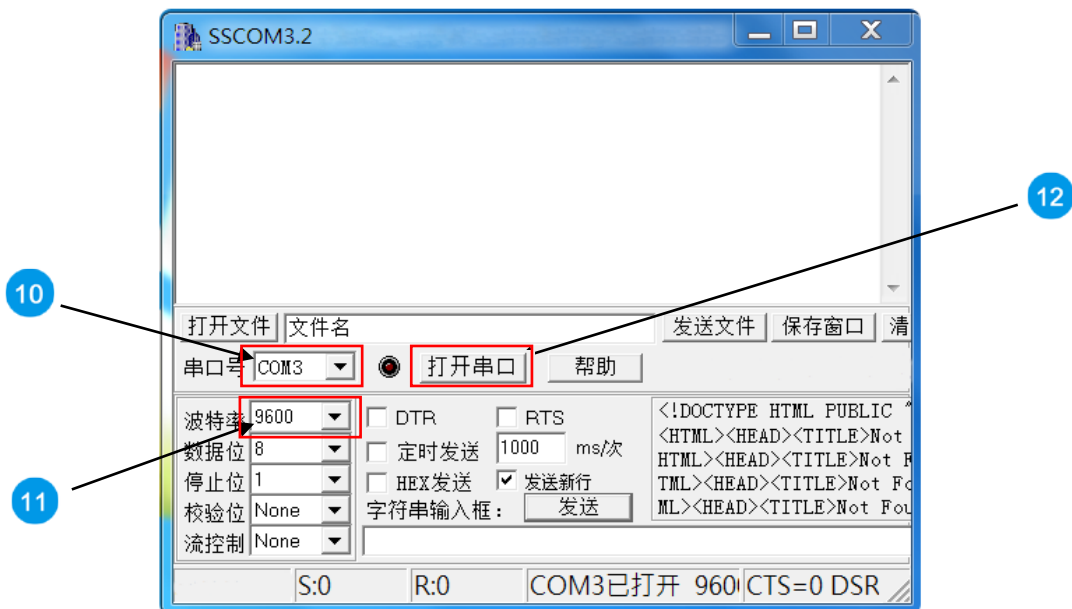 SSCOM3.2
12
10
打开文件 文件名 发送文件 保存窗口 清
串口号 COM3 打开串口 帮助
波特率 9600 DTR RTS
数据位 8 定时发送 1000 ms/次
停止位 1 HEX发送 发送新行
11
校验位 None 字符串输入框： 发送
流控制 None
<!DOCTYPE HTML PUBLIC "
<HTML><HEAD><TITLE>Not
HTML><HEAD><TITLE>Not F
TML><HEAD><TITLE>Not Fo
ML><HEAD><TITLE>Not Fou
S:0 R:0 COM3已打开 960 CTS=0 DSR